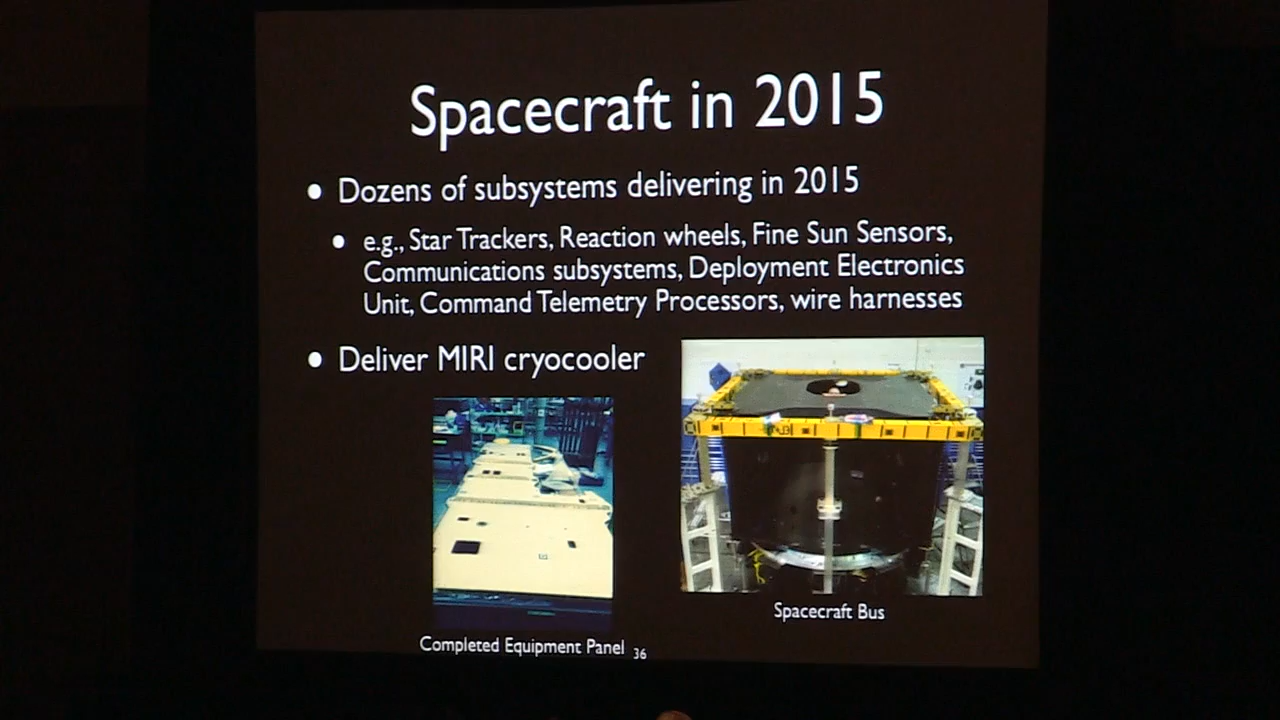 Spacecraft in 2015
• Dozens of subsystems delivering in 2015
• e.g., Star Trackers, Reaction wheels, Fine Sun Sensors,
Communications subsystems, Deployment Electronics
Unit, Command Telemetry Processors, wire harnesses
• Deliver MIRI cryocooler
Spacecraft Bus
Completed Equipment Panel
36